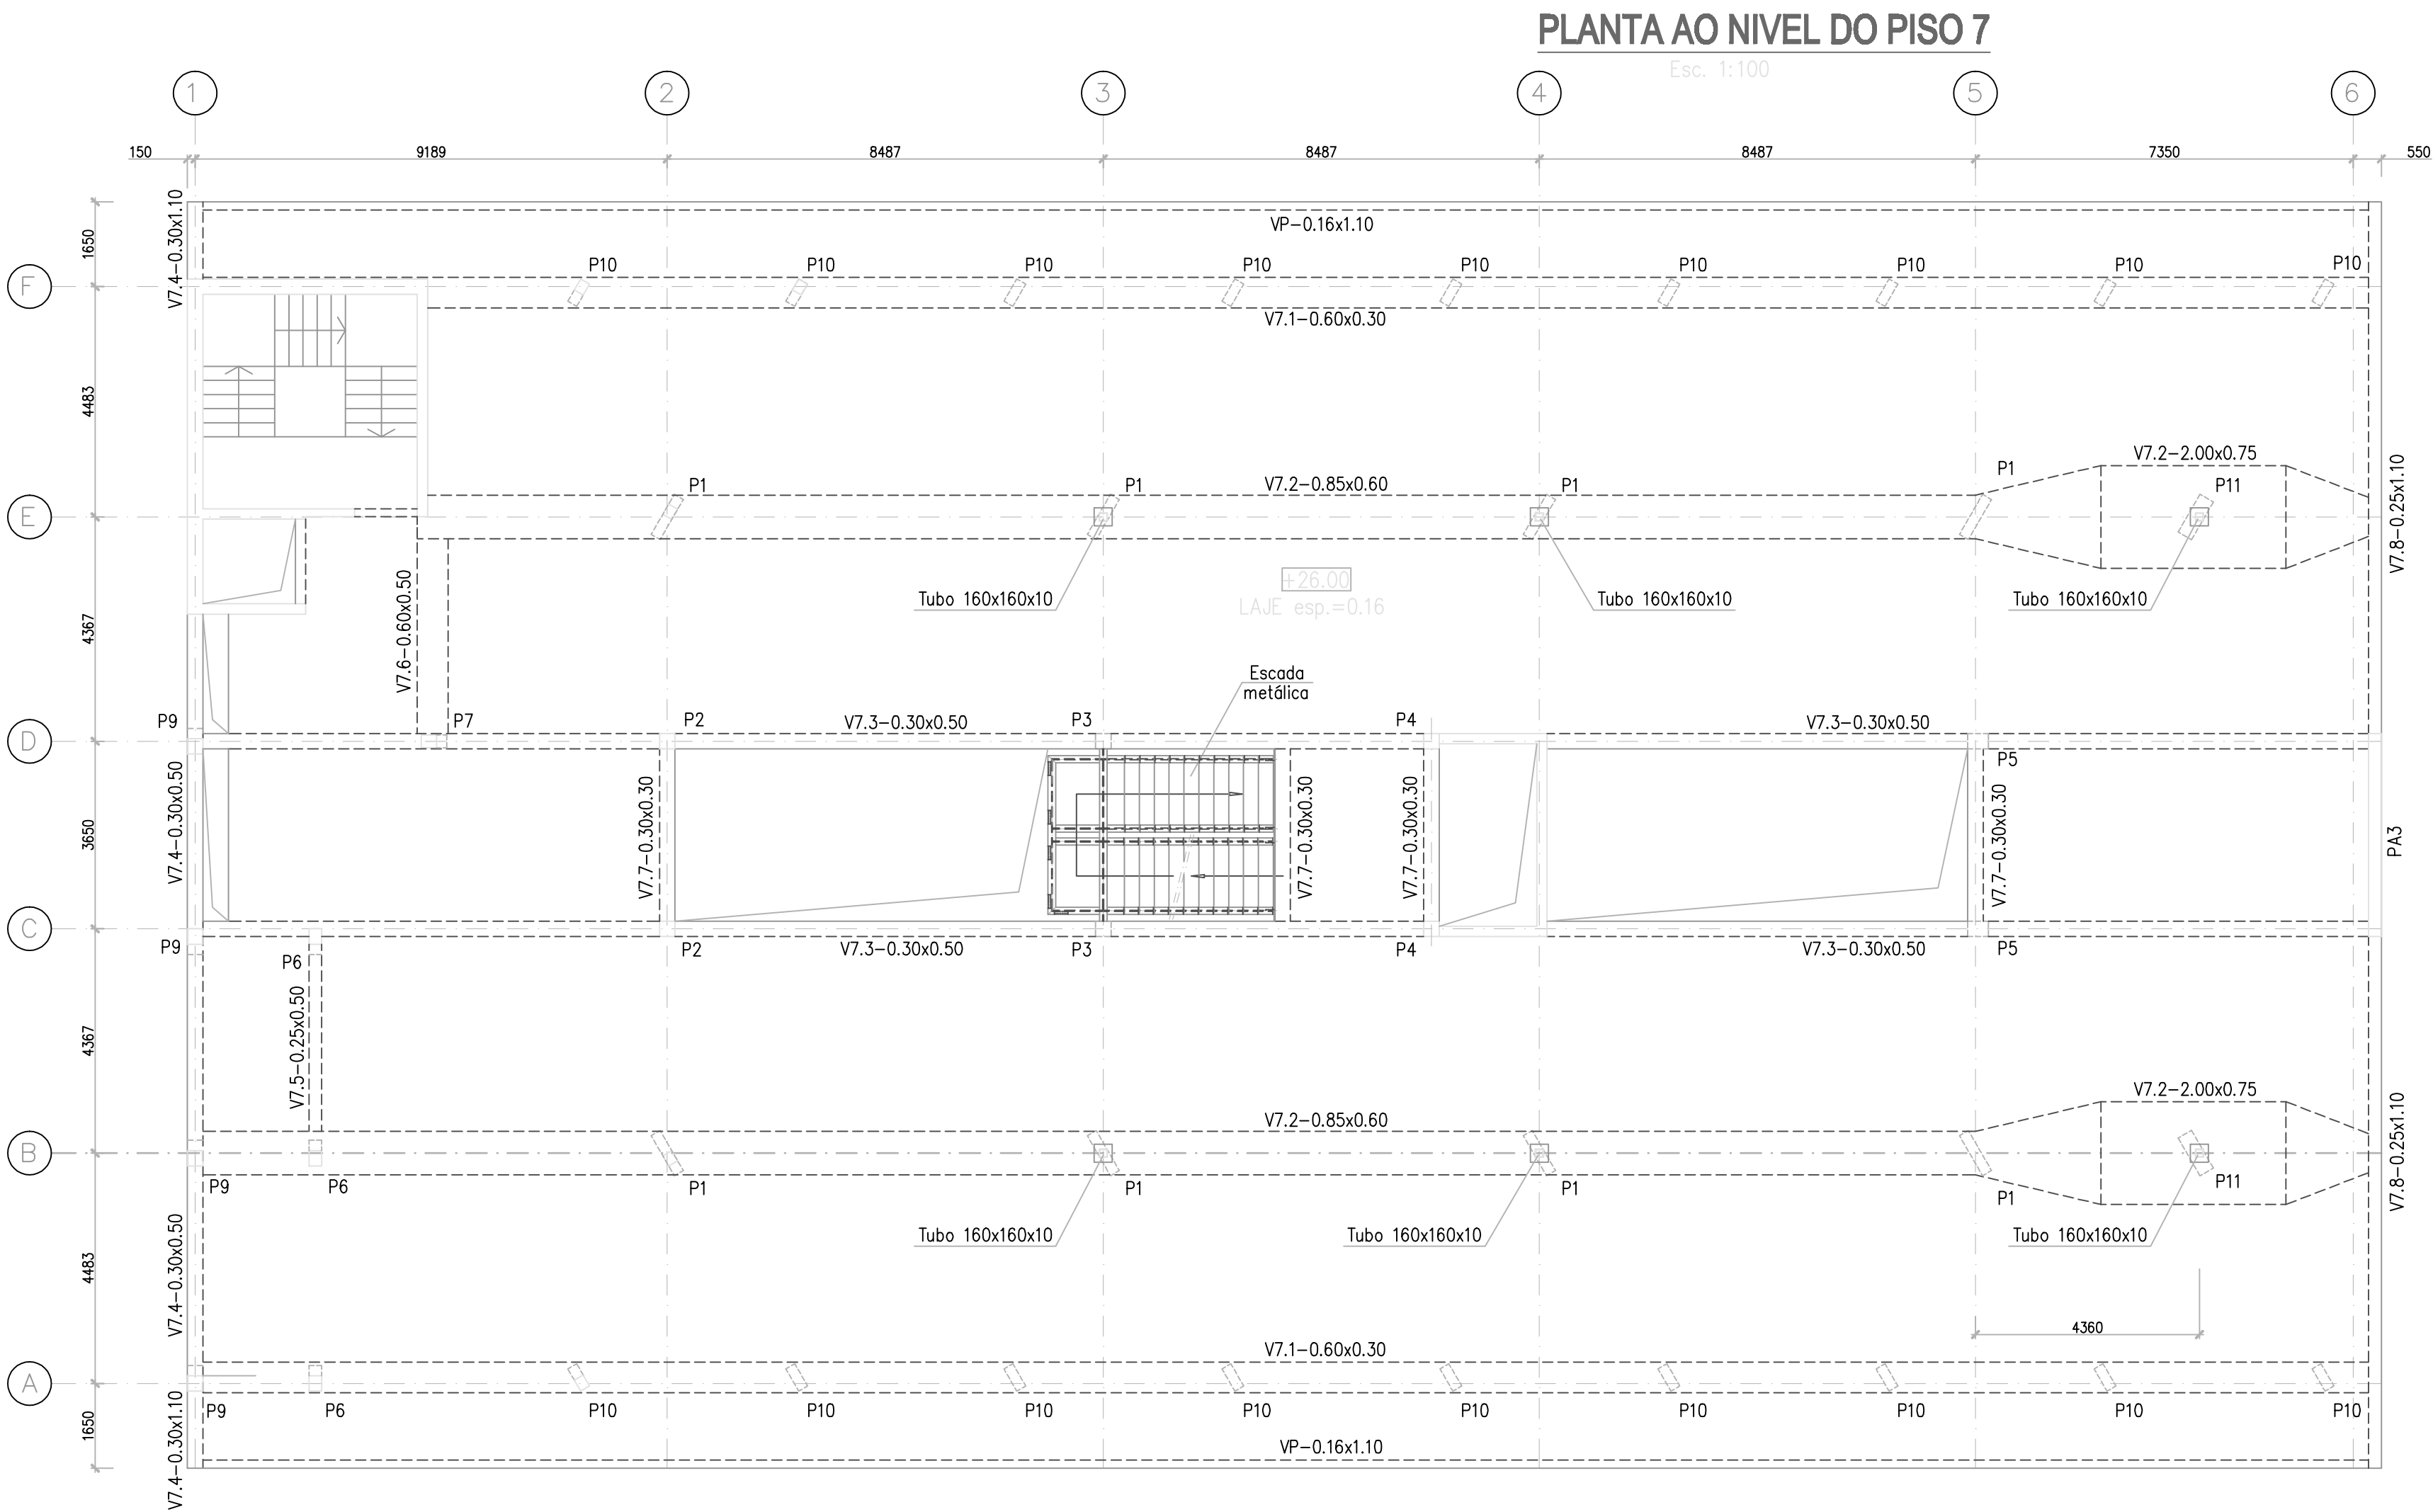 PLANTA AO NIVEL DO PISO 7
Esc. 1:100
1
2
3
4
5
6
150
9189
8487
8487
8487
7350
550
V7.4-0.30x1.10
1650
VP-0.16x1.10
F
P10
P10
P10
P10
P10
P10
P10
P10
P10
V7.1-0.60x0.30
4483
V7.2-2.00x0.75
P1
P1
V7.2-0.85x0.60
P1
P1
P11
V7.8-0.25x1.10
E
V7.6-0.60x0.50
+26.00
Tubo 160x160x10
Tubo 160x160x10
Tubo 160x160x10
LAJE esp.=0.16
4367
Escada
metálica
D
P9
P7
P2
V7.3-0.30x0.50
P3
P4
V7.3-0.30x0.50
P5
3650
V7.4-0.30x0.50
V7.7-0.30x0.30
V7.7-0.30x0.30
V7.7-0.30x0.30
V7.7-0.30x0.30
PA3
C
P9
P6
P2
V7.3-0.30x0.50
P3
P4
V7.3-0.30x0.50
P5
4367
V7.5-0.25x0.50
V7.2-0.85x0.60
V7.2-2.00x0.75
V7.8-0.25x1.10
B
P9
P6
P1
P1
P1
P1
P11
Tubo 160x160x10
Tubo 160x160x10
Tubo 160x160x10
4483
V7.4-0.30x0.50
4360
V7.1-0.60x0.30
A
P9
P6
P10
P10
P10
P10
P10
P10
P10
P10
P10
1650
V7.4-0.30x1.10
VP-0.16x1.10